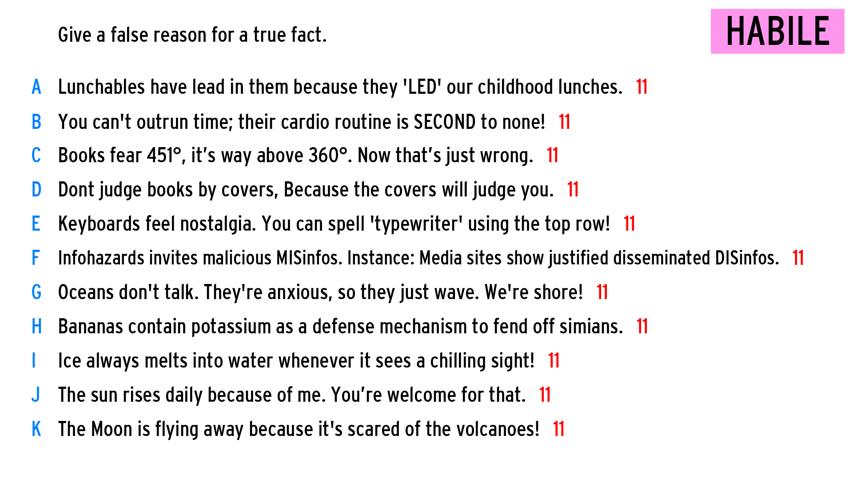 Give a false reason for a true fact.
HABILE
A Lunchables have lead in them because they 'LED' our childhood lunches. 11
B You can't outrun time; their cardio routine is SECOND to none! 11
C Books fear 451°, it’s way above 360°. Now that’s just wrong. 11
D Dont judge books by covers, Because the covers will judge you. 11
E Keyboards feel nostalgia. You can spell 'typewriter' using the top row! 11
F Infohazards invites malicious MISinfos. Instance: Media sites show justified disseminated DISinfos. 11
G Oceans don't talk. They're anxious, so they just wave. We're shore! 11
H Bananas contain potassium as a defense mechanism to fend off simians. 11
I Ice always melts into water whenever it sees a chilling sight! 11
J The sun rises daily because of me. You’re welcome for that. 11
K The Moon is flying away because it's scared of the volcanoes! 11